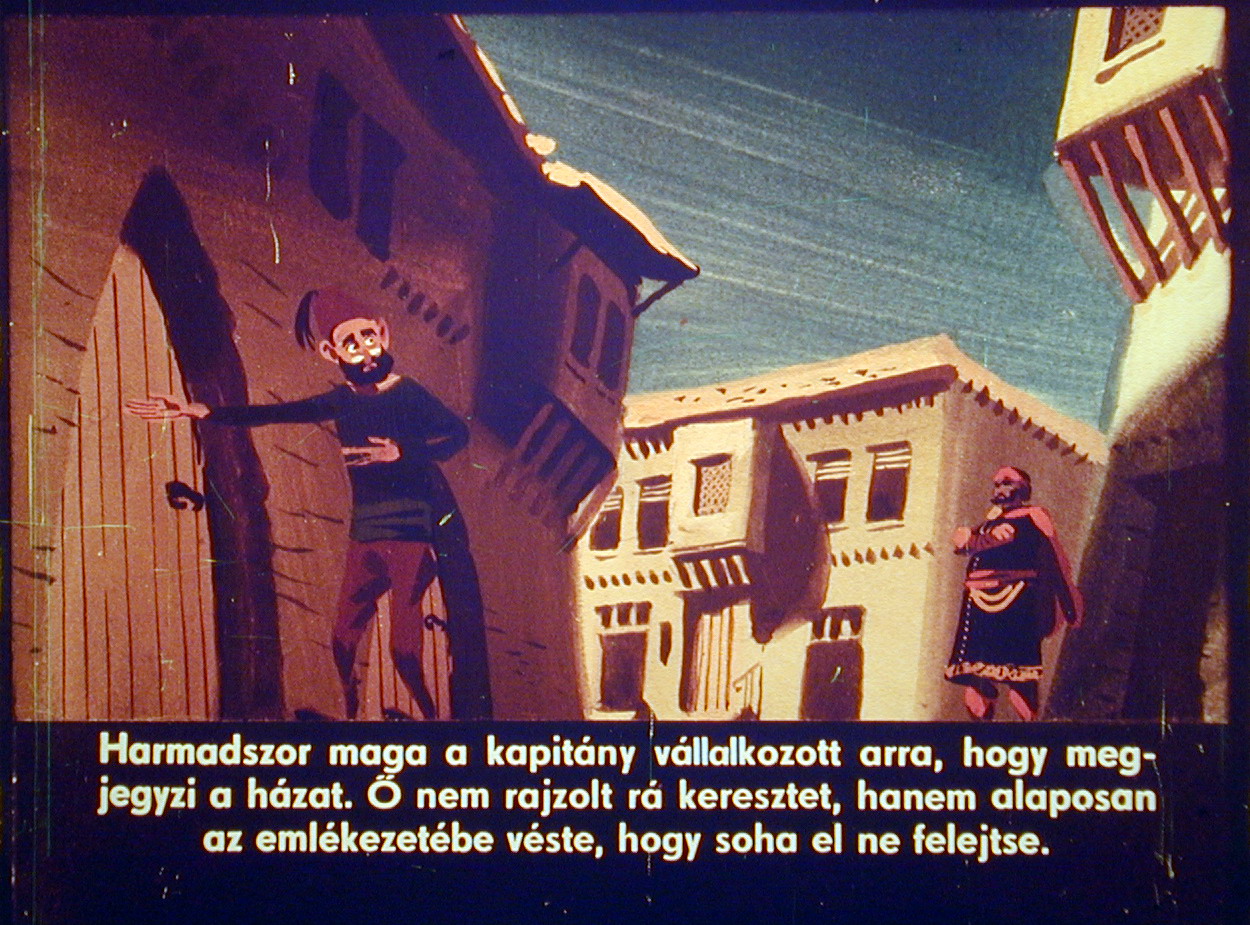 Harmadszor maga a kapitány vállalkozott arra, hogy meg-
jegyzi a házat. Ő nem rajzolt rá keresztet, hanem alaposan
az emlékezetébe véste, hogy soha el ne felejtse.